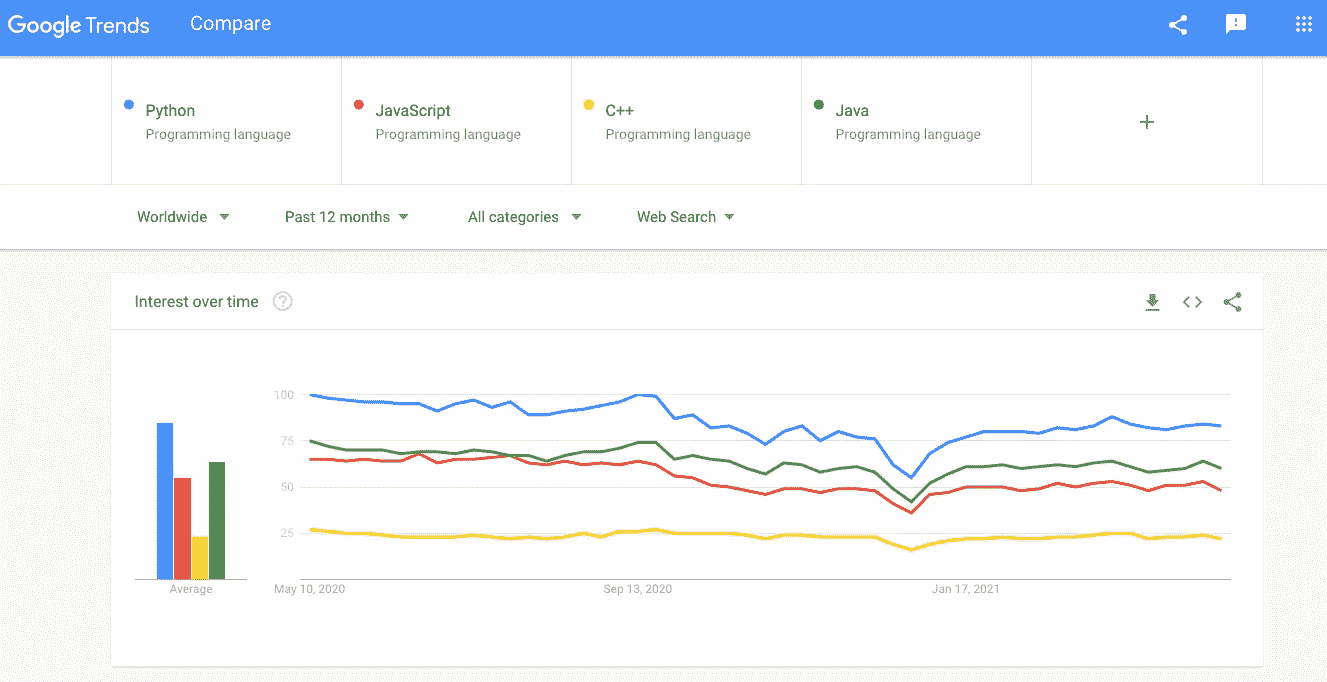 Google Trends Compare
Python
Programming language
JavaScript
Programming language
C++
Programming language
Java
Programming language
+
Worldwide Past 12 months All categories Web Search
Interest over time ?
100
75
50
25
Average May 10, 2020 Sep 13, 2020 Jan 17, 2021